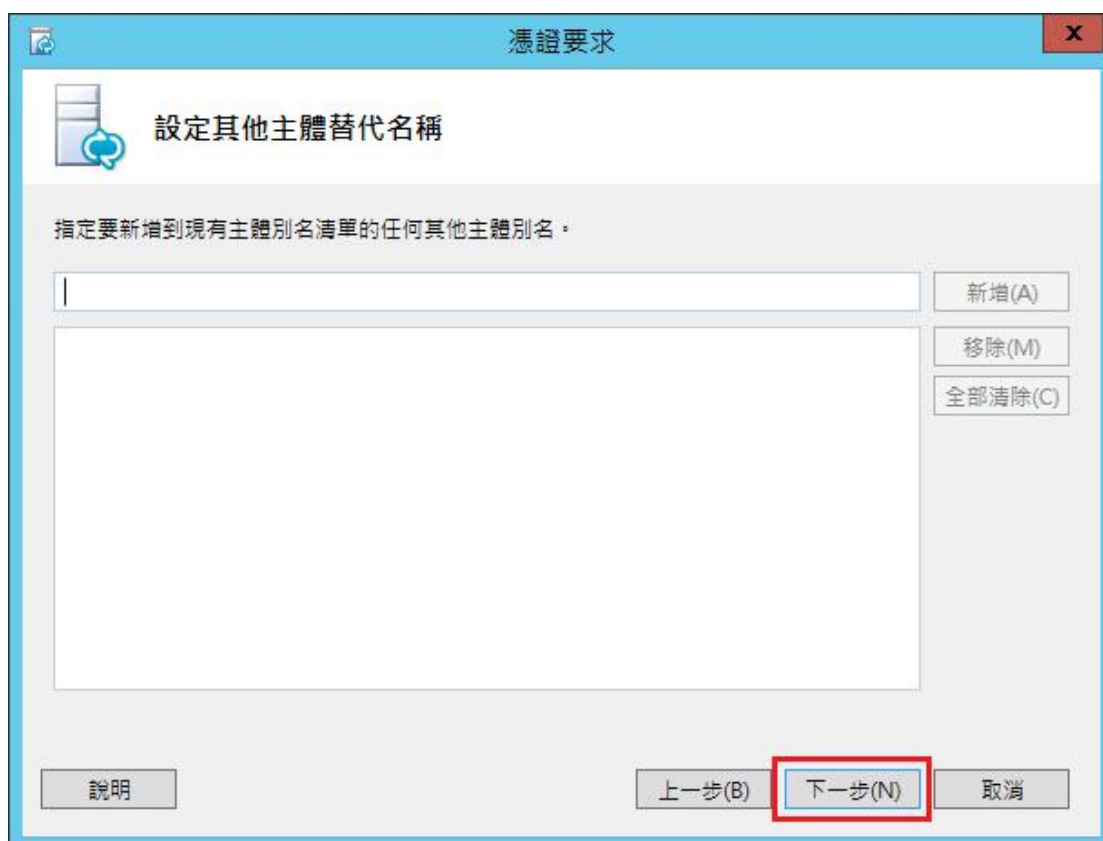 憑證要求
x
設定其他主體替代名稱
指定要新增到現有主體別名清單的任何其他主體別名。
新增(A)
移除(M)
全部清除(C)
說明
上一步(B)
下一步(N)
取消